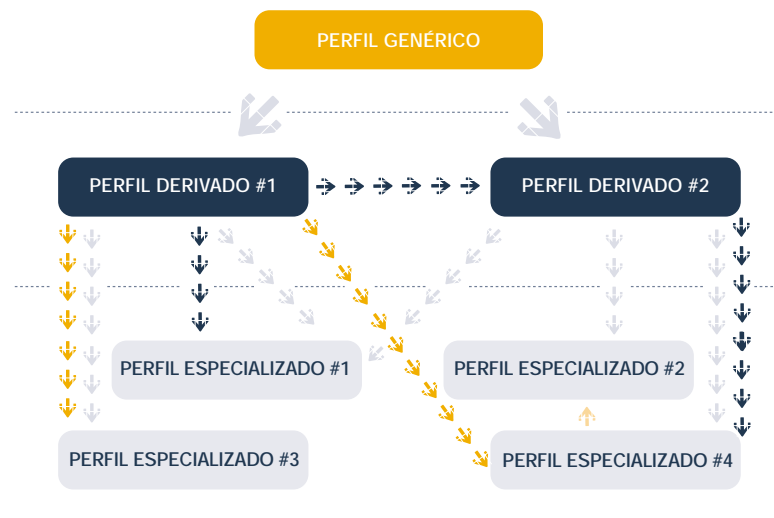 PERFIL GENÉRICO
PERFIL DERIVADO #1
PERFIL DERIVADO #2
PERFIL ESPECIALIZADO #1
PERFIL ESPECIALIZADO #2
PERFIL ESPECIALIZADO #3
PERFIL ESPECIALIZADO #4